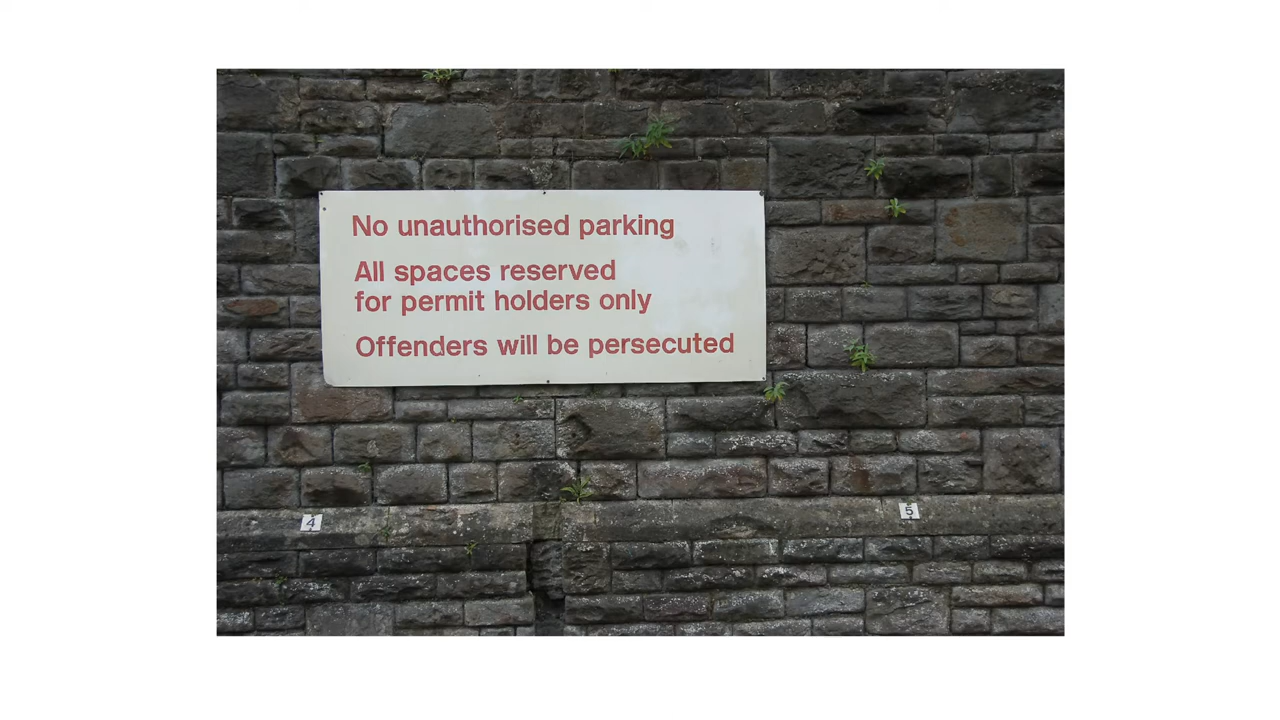 No unauthorised parking
All spaces reserved
for permit holders only
Offenders will be persecuted
4
5